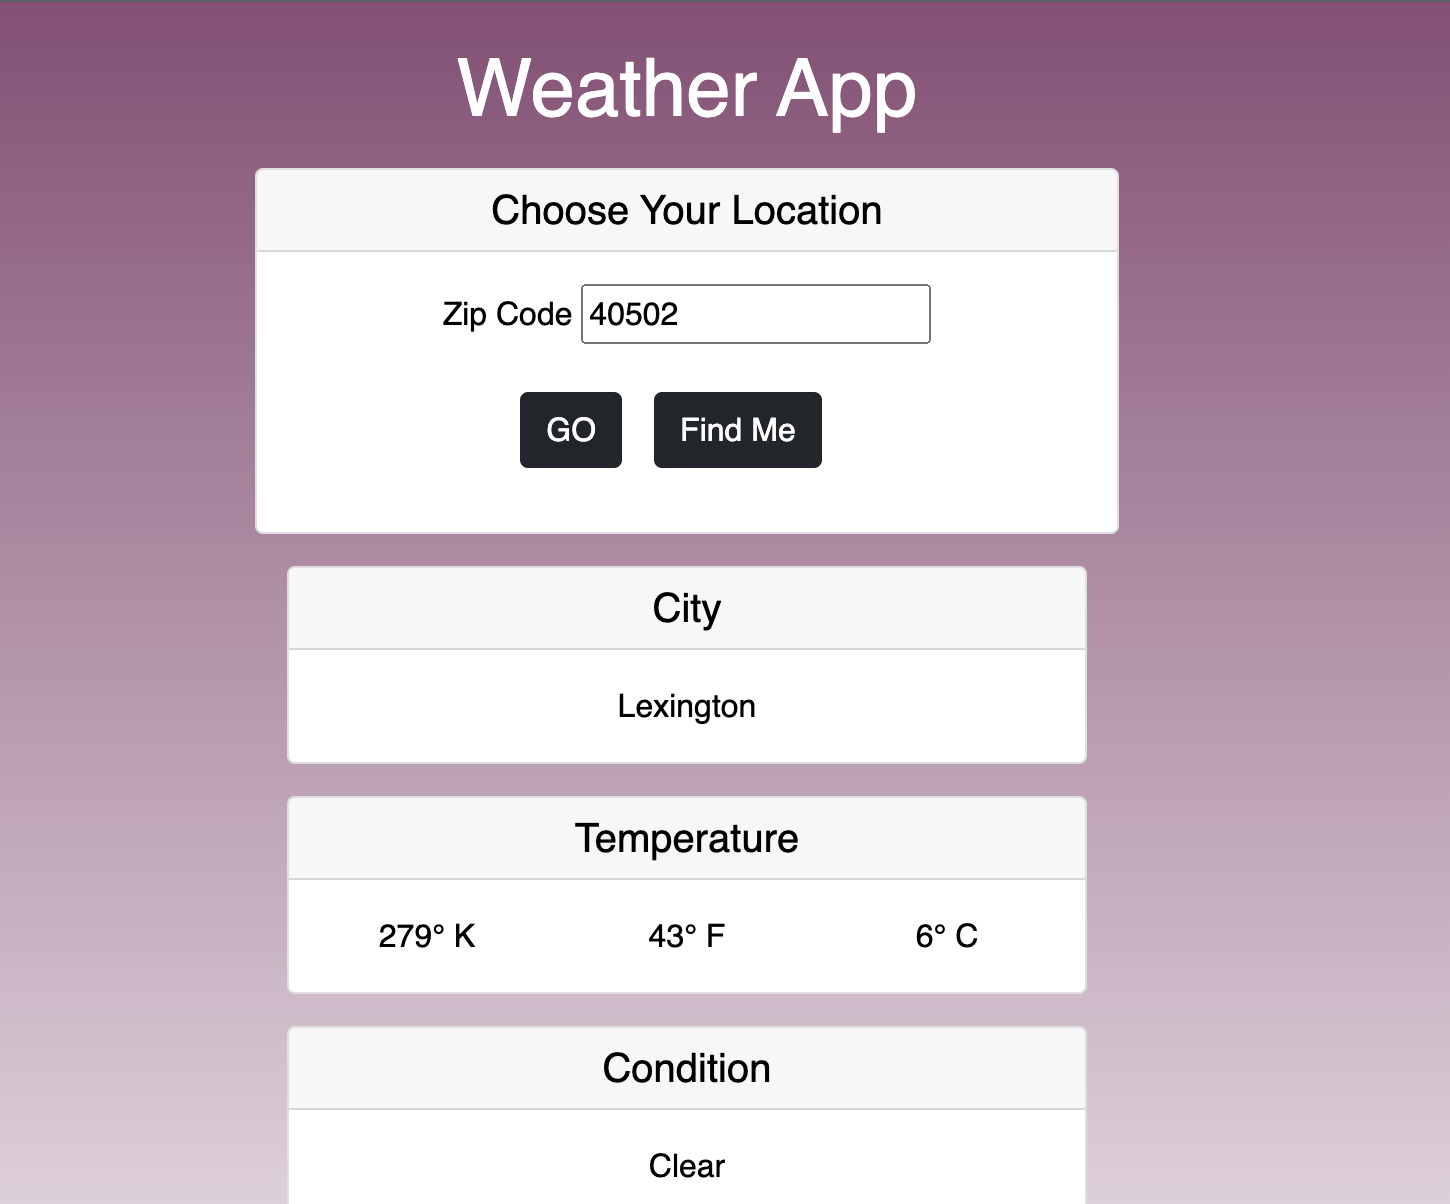 Weather App
Choose Your Location
Zip Code 40502
GO Find Me
City
Lexington
Temperature
279° K 43° F 6° C
Condition
Clear